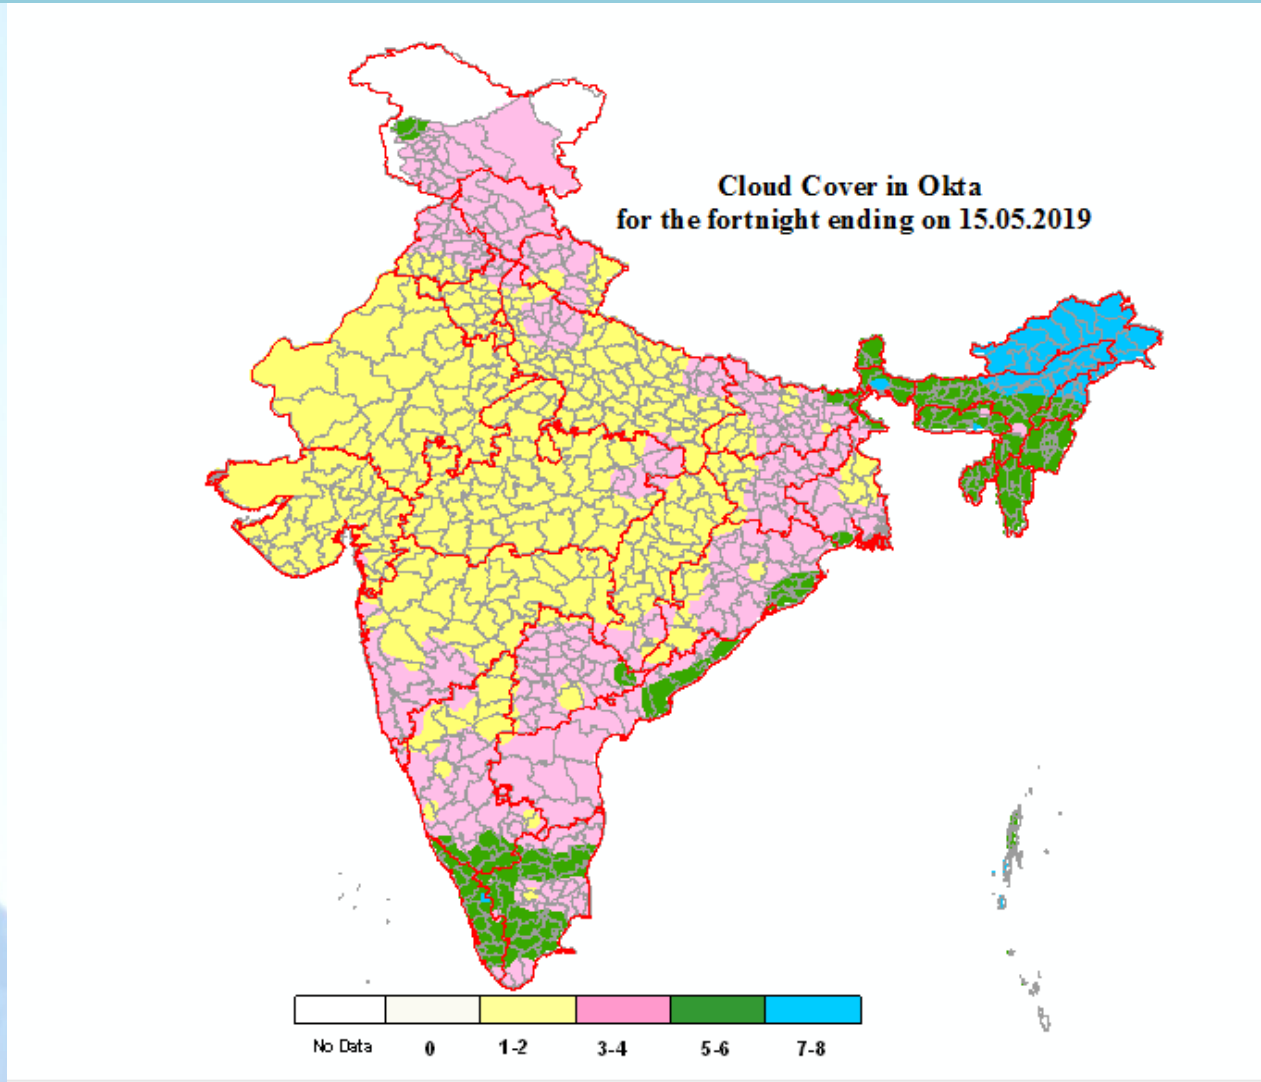 Cloud Cover in Okta
for the fortnight ending on 15.05.2019
No Data 0 1-2 3-4 5-6 7-8